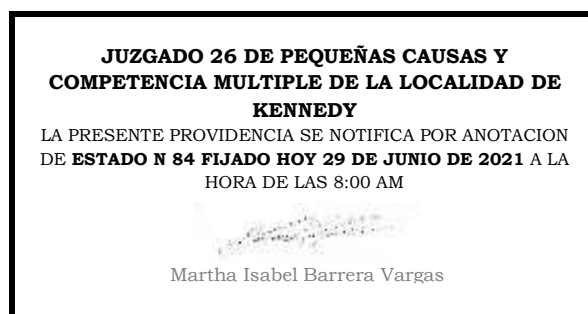 JUZGADO 26 DE PEQUEÑAS CAUSAS Y
COMPETENCIA MULTIPLE DE LA LOCALIDAD DE
KENNEDY
LA PRESENTE PROVIDENCIA SE NOTIFICA POR ANOTACION
DE ESTADO N 84 FIJADO HOY 29 DE JUNIO DE 2021 A LA
HORA DE LAS 8:00 AM
Martha Isabel Barrera Vargas